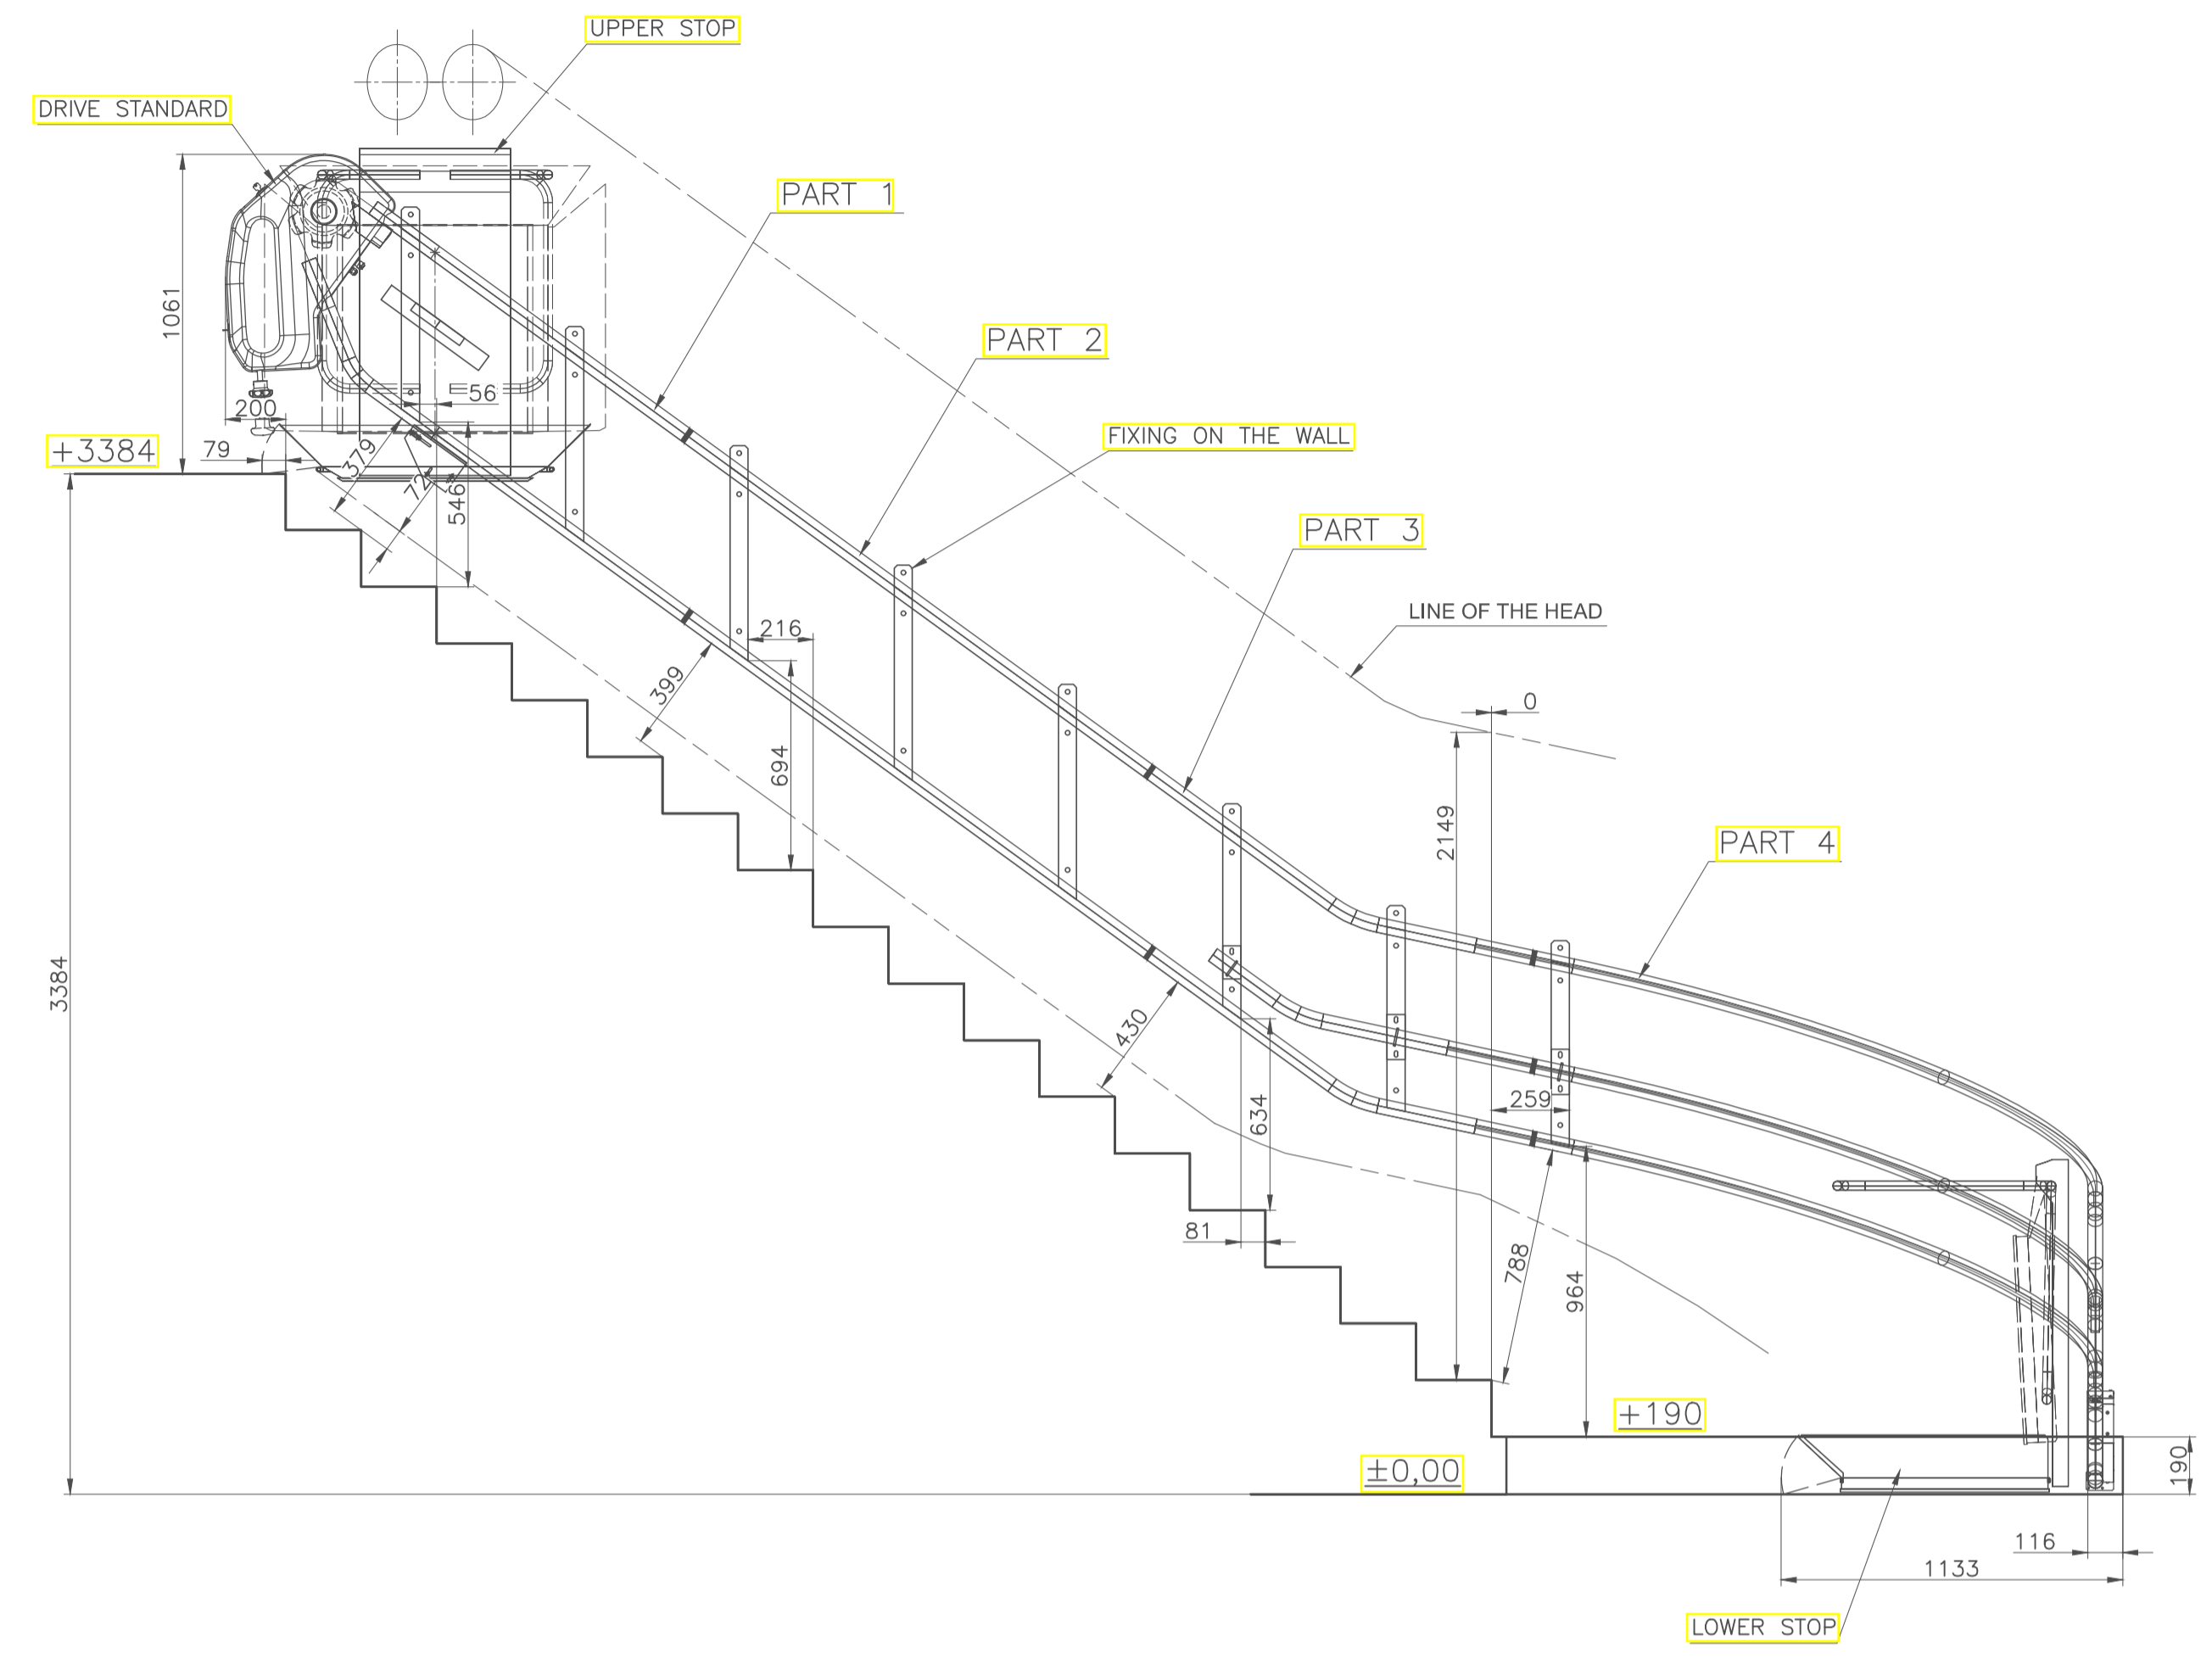 UPPER STOP
DRIVE STANDARD
PART 1
1061
PART 2
56
200
FIXING ON THE WALL
+3384
79
379
72
546
PART 3
LINE OF THE HEAD
216
399
0
694
2149
PART 4
3384
430
259
634
81
788
964
+190
±0,00
190
116
1133
LOWER STOP